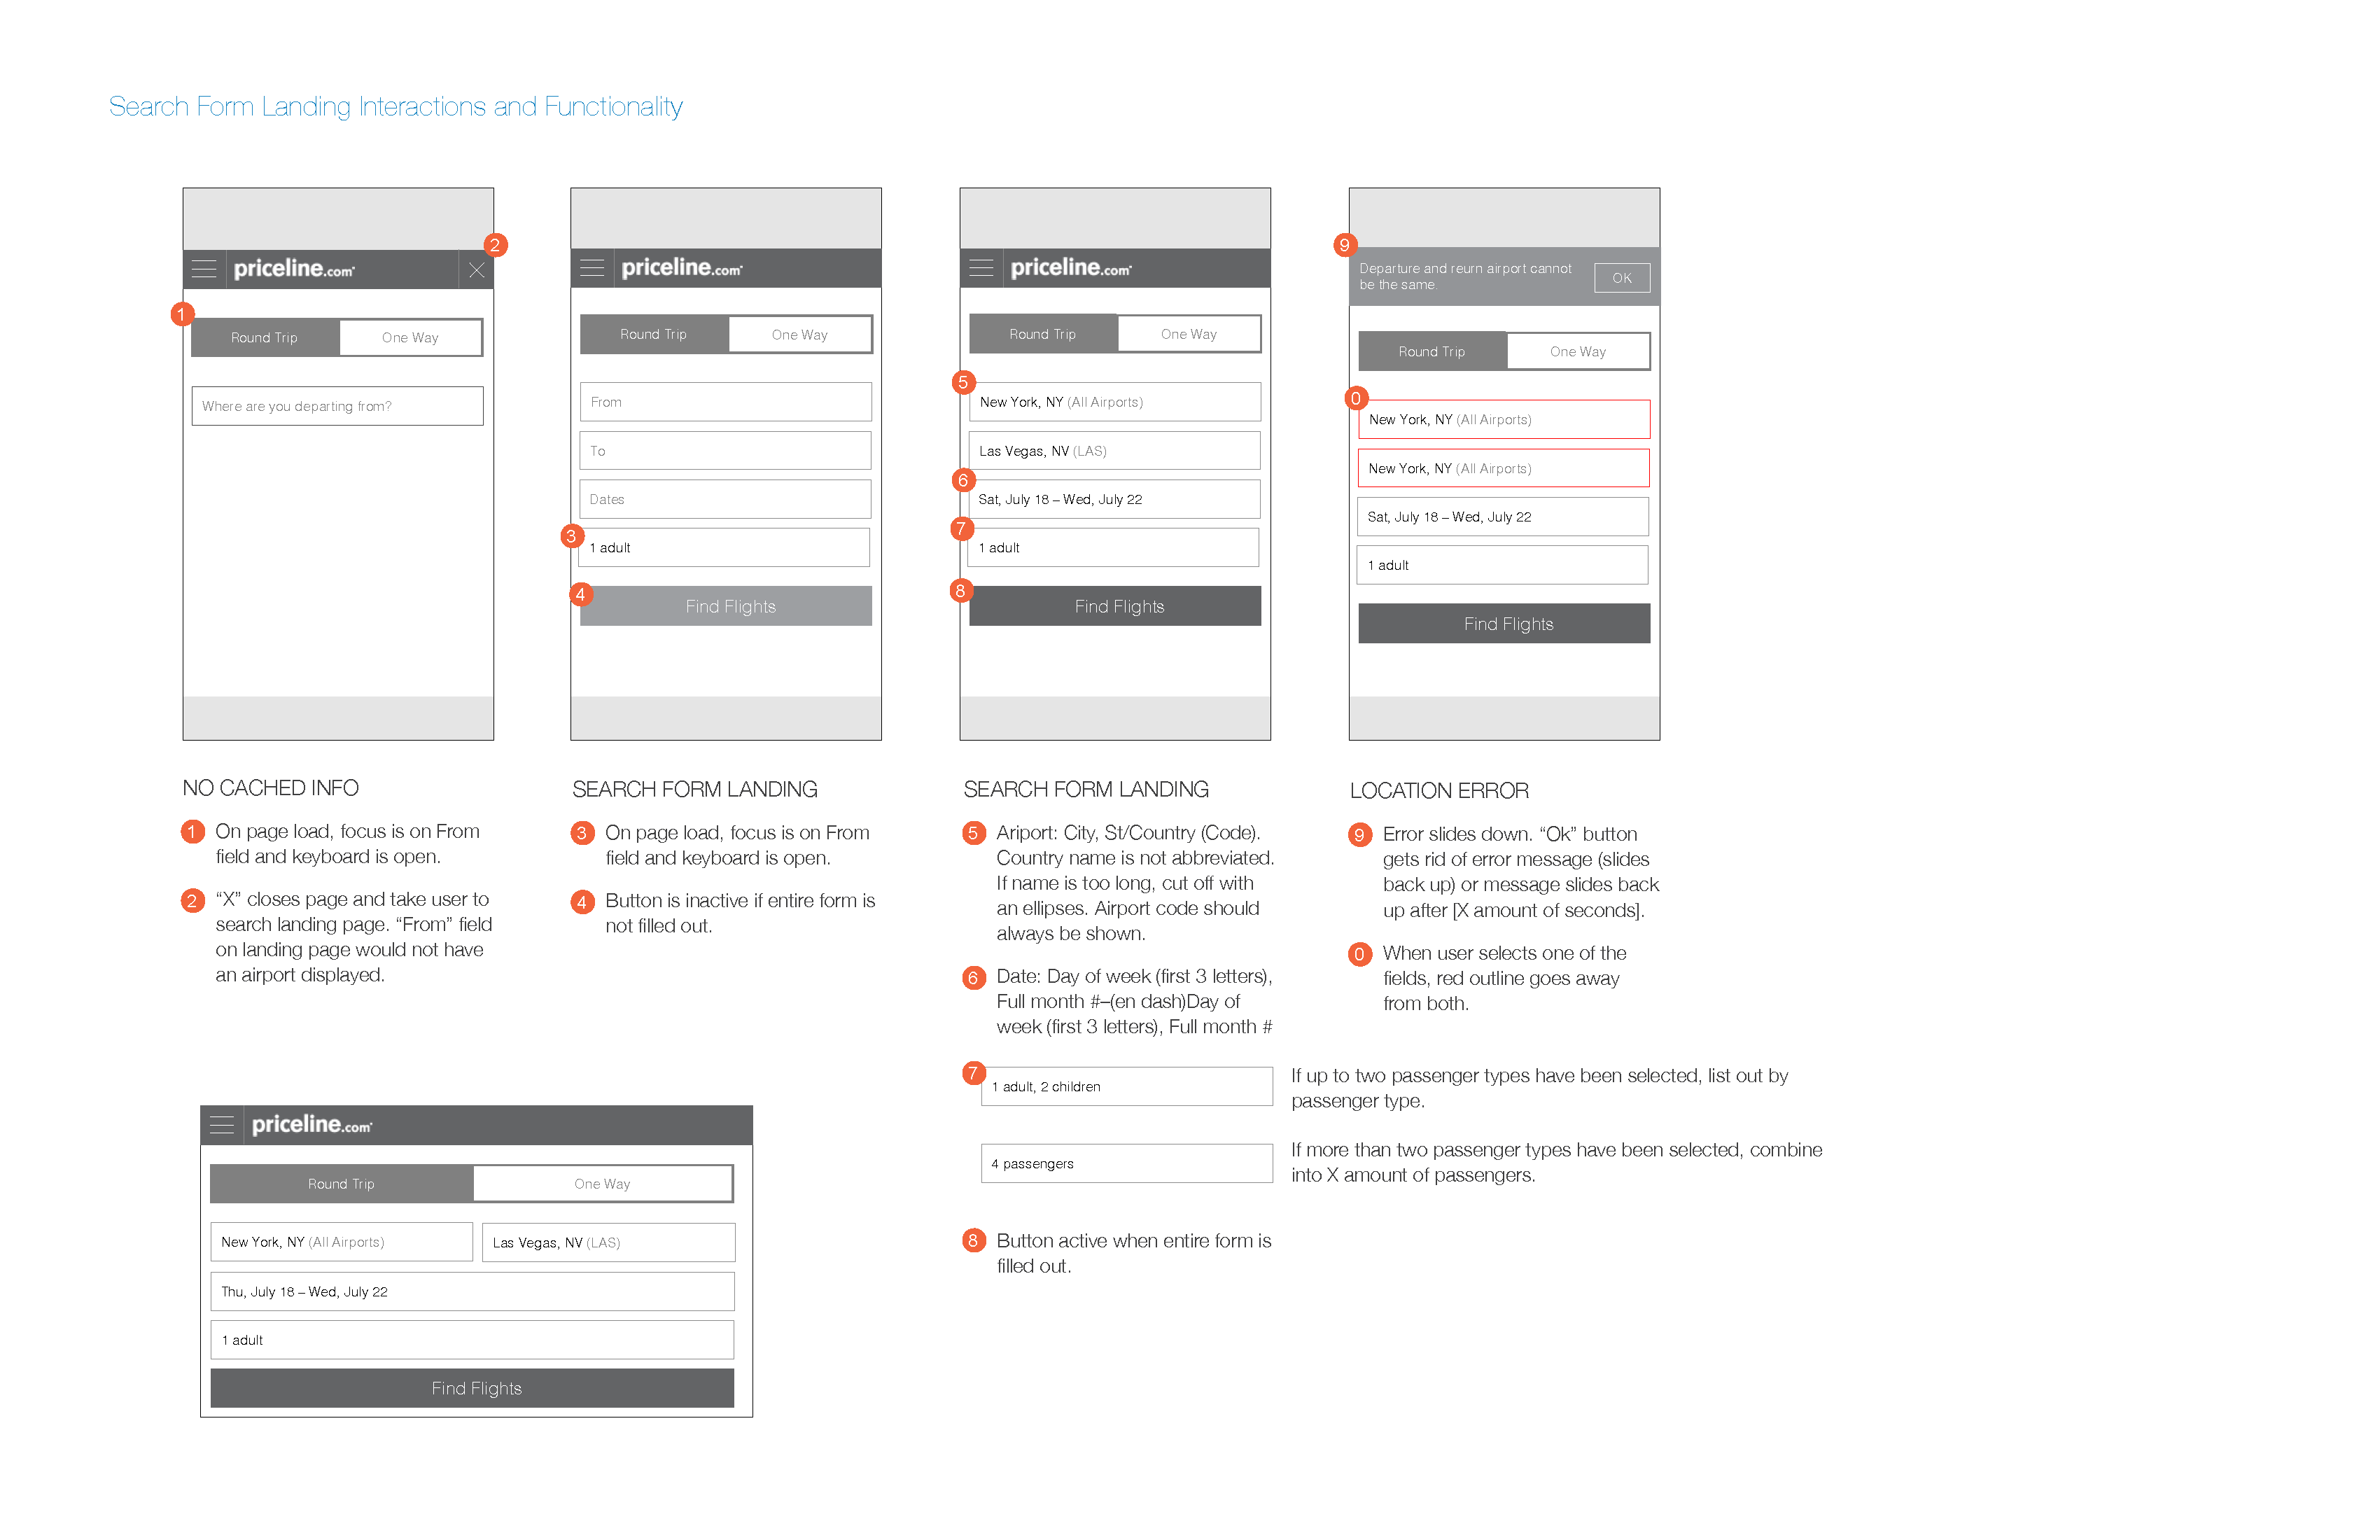 Search Form Landing Interactions and Functionality
2
priceline.com
1
Round Trip One Way
Where are you departing from?
priceline.com
Round Trip One Way
From
To
Dates
3
1 adult
4
Find Flights
priceline.com
Round Trip One Way
5
New York, NY (All Airports)
Las Vegas, NV (LAS)
6
Sat, July 18 – Wed, July 22
7
1 adult
8
Find Flights
9
Departure and reurn airport cannot
be the same.
OK
Round Trip One Way
0
New York, NY (All Airports)
New York, NY (All Airports)
Sat, July 18 – Wed, July 22
1 adult
Find Flights
NO CACHED INFO
1 On page load, focus is on From
field and keyboard is open.
2 “X” closes page and take user to
search landing page. “From” field
on landing page would not have
an airport displayed.
SEARCH FORM LANDING
3 On page load, focus is on From
field and keyboard is open.
4 Button is inactive if entire form is
not filled out.
SEARCH FORM LANDING
5 Ariport: City, St/Country (Code).
Country name is not abbreviated.
If name is too long, cut off with
an ellipses. Airport code should
always be shown.
6 Date: Day of week (first 3 letters),
Full month #–(en dash)Day of
week (first 3 letters), Full month #
7
1 adult, 2 children
If up to two passenger types have been selected, list out by
passenger type.
4 passengers
If more than two passenger types have been selected, combine
into X amount of passengers.
8 Button active when entire form is
filled out.
LOCATION ERROR
9 Error slides down. “Ok” button
gets rid of error message (slides
back up) or message slides back
up after [X amount of seconds].
0 When user selects one of the
fields, red outline goes away
from both.
priceline.com
Round Trip One Way
New York, NY (All Airports) Las Vegas, NV (LAS)
Thu, July 18 – Wed, July 22
1 adult
Find Flights